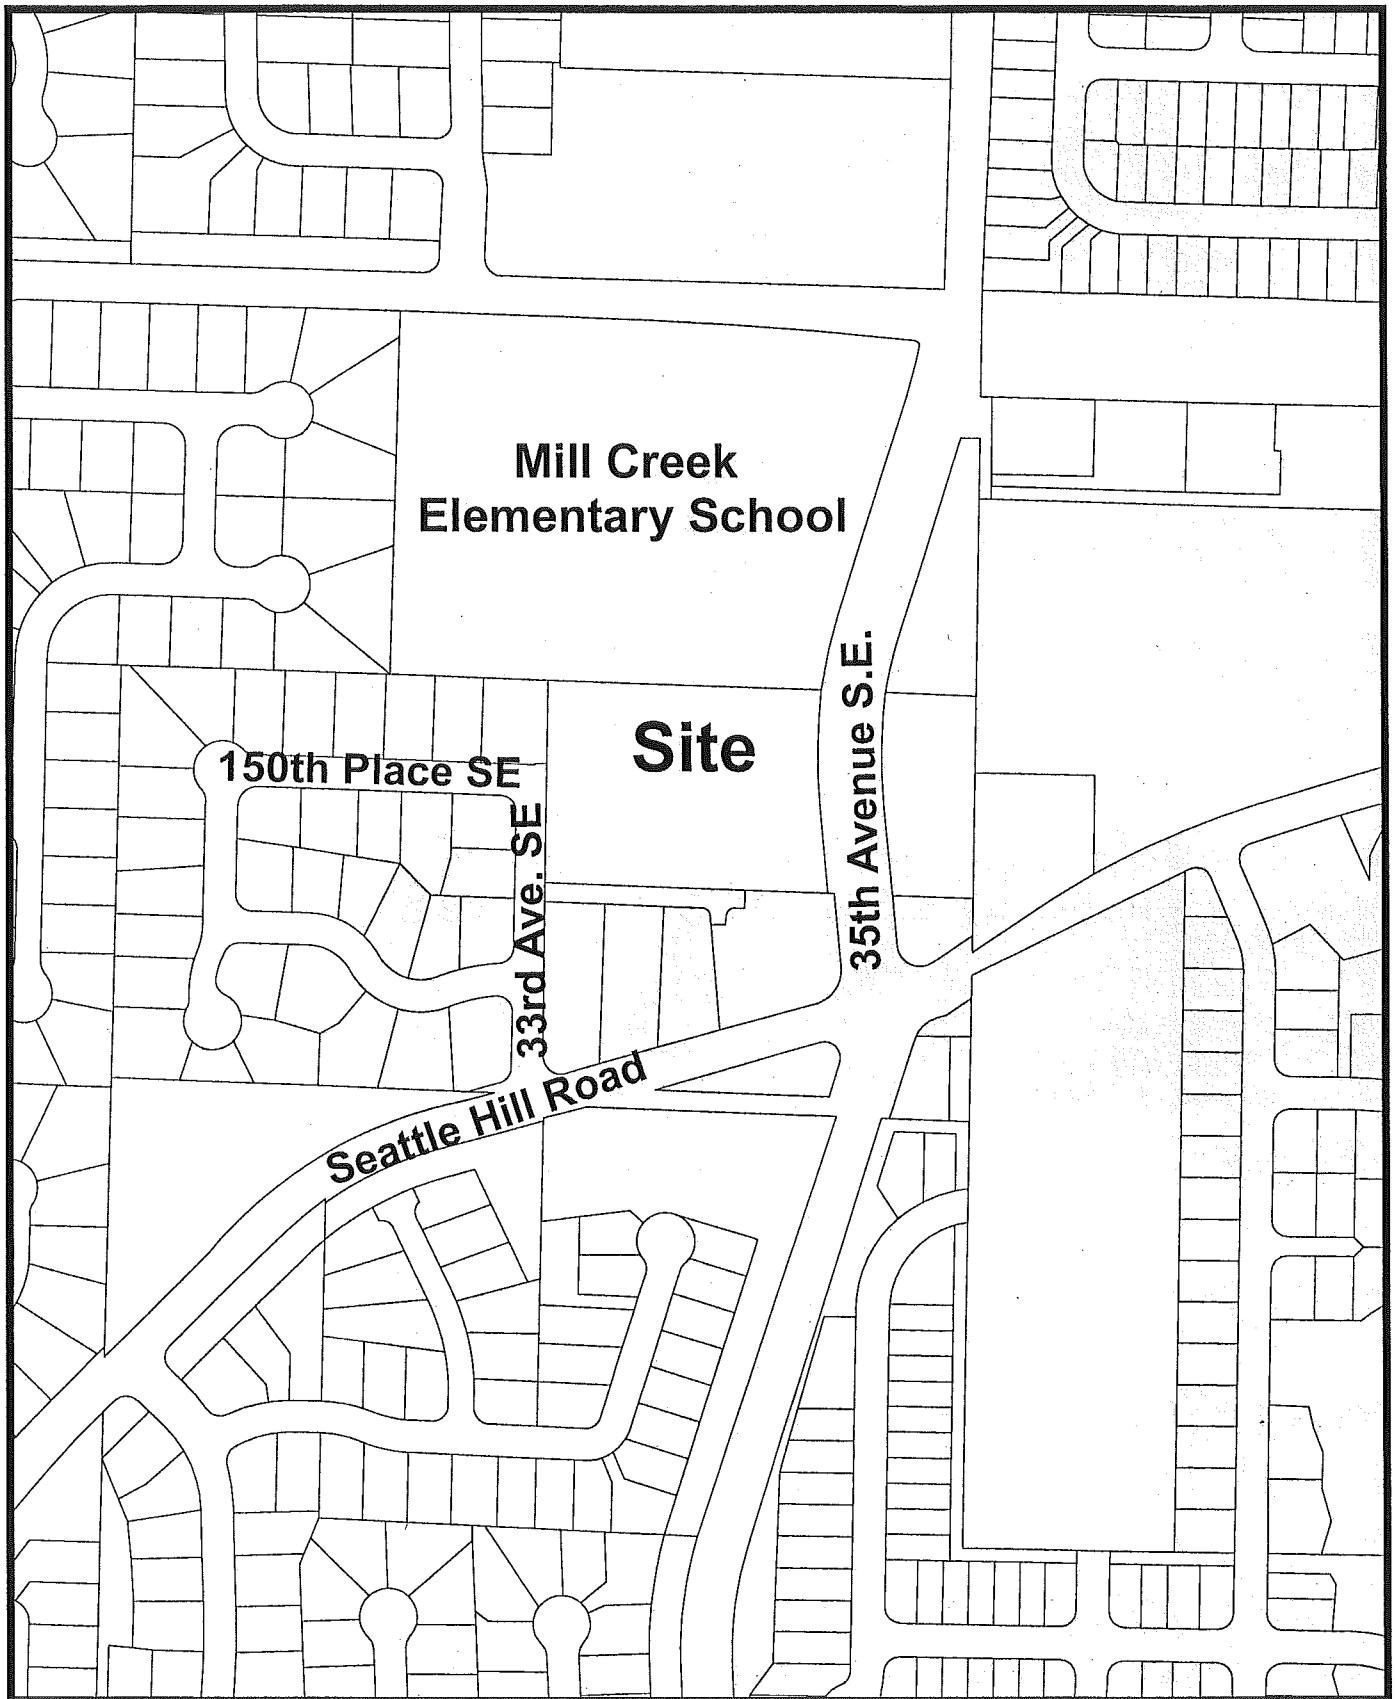 Mill Creek
Elementary School
Site
35th Avenue S.E.
150th Place SE
33rd Ave. SE
Seattle Hill Road